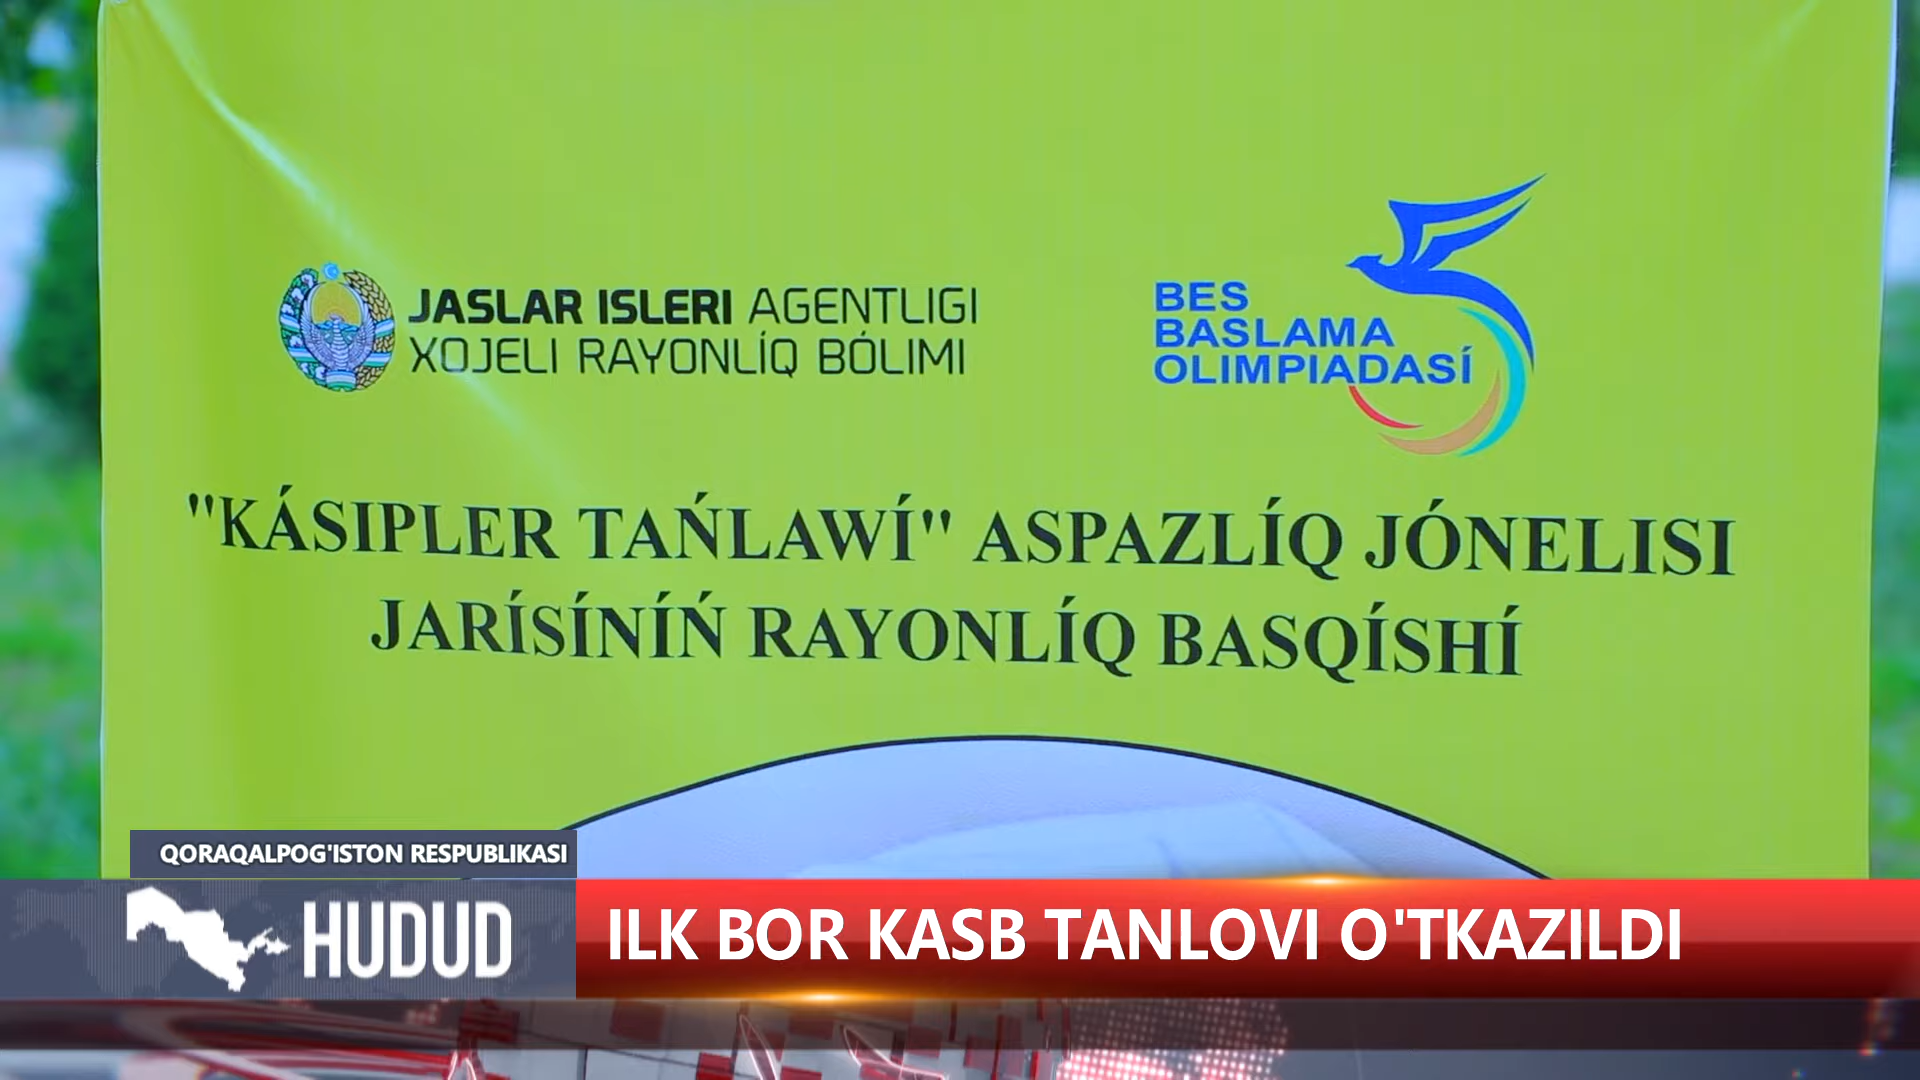 JASLAR ISLERI AGENTLIGI
XOJELI RAYONLÍQ BÓLIMI
BES
BASLAMA
OLIMPIADASÍ
"KÁSIPLER TAŃLAWÍ" ASPAZLÍQ JÓNELISI
JARÍSÍNÍŃ RAYONLÍQ BASQÍSHÍ
QORAQALPOG'ISTON RESPUBLIKASI
HUDUD
ILK BOR KASB TANLOVI O'TKAZILDI